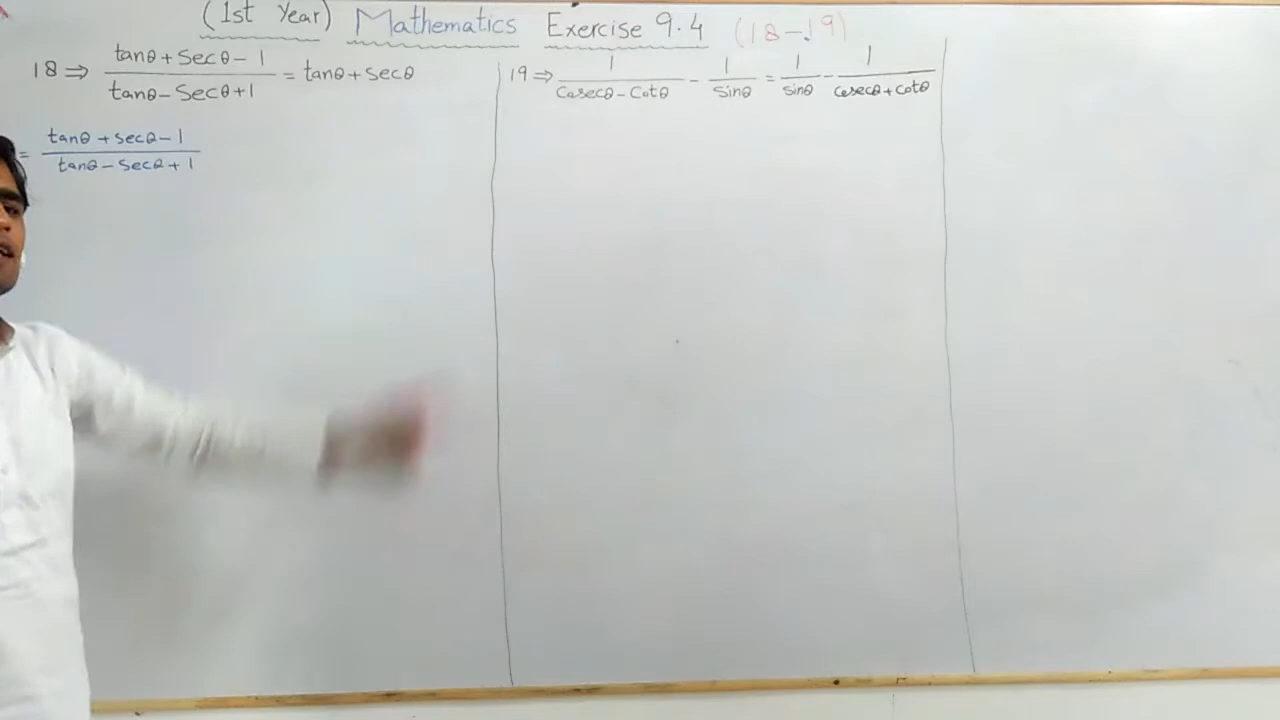 (1st Year) Mathematics Exercise 9.4 (18-19)
18⇒ tanθ+Secθ-1 / tanθ-Secθ+1 = tanθ+secθ
= tanθ+secθ-1 / tanθ-Secθ+1
19⇒ 1 / Cosecθ-Cotθ - 1 / Sinθ = 1 / Sinθ - 1 / Cosecθ+Cotθ